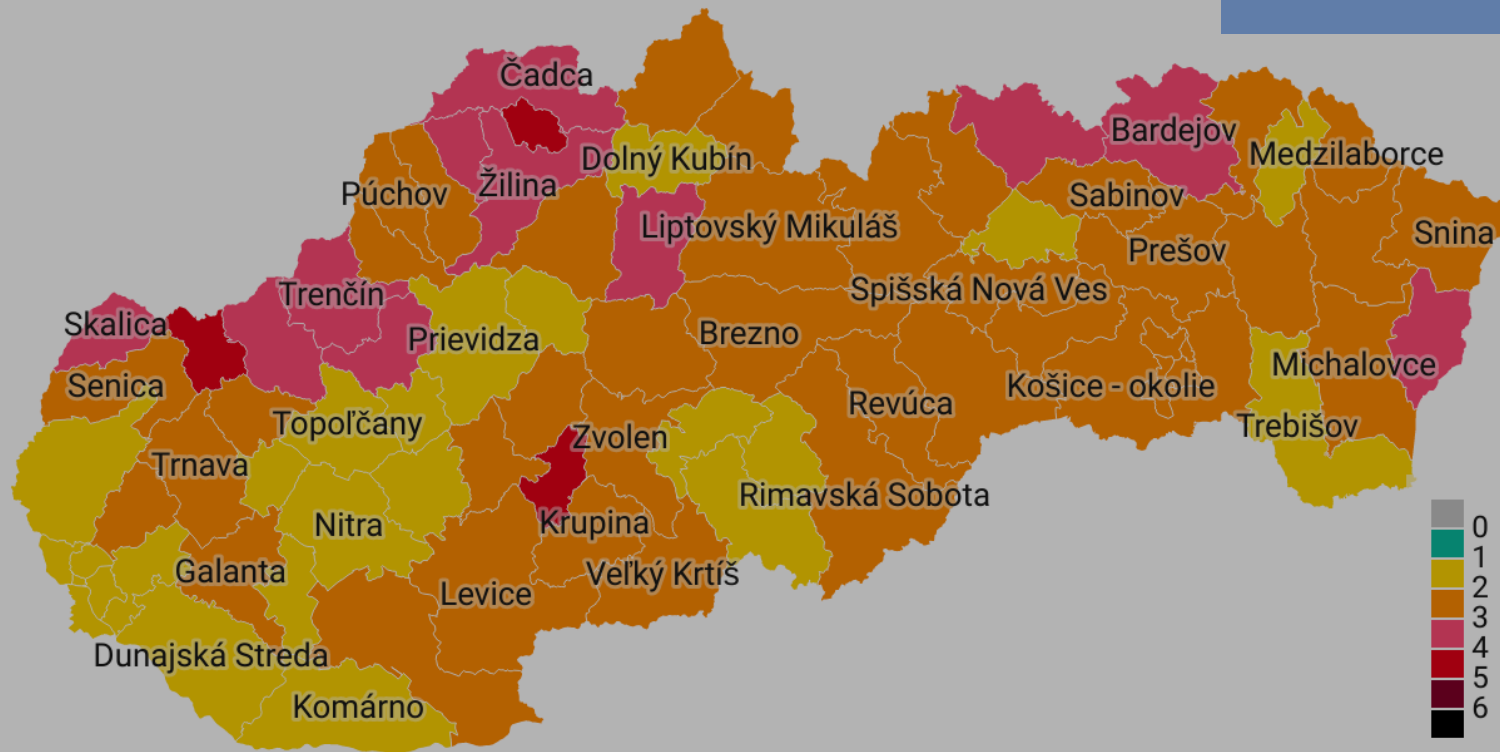 Čadca
Bardejov
Medzilaborce
Dolný Kubín
Žilina
Púchov
Sabinov
Liptovský Mikuláš
Snina
Prešov
Trenčín
Spišská Nová Ves
Skalica
Prievidza
Brezno
Michalovce
Senica
Košice - okolie
Revúca
Topoľčany
Trebišov
Zvolen
Trnava
Rimavská Sobota
Nitra
Krupina
Galanta
Veľký Krtíš
Levice
Dunajská Streda
Komárno
0
1
2
3
4
5
6